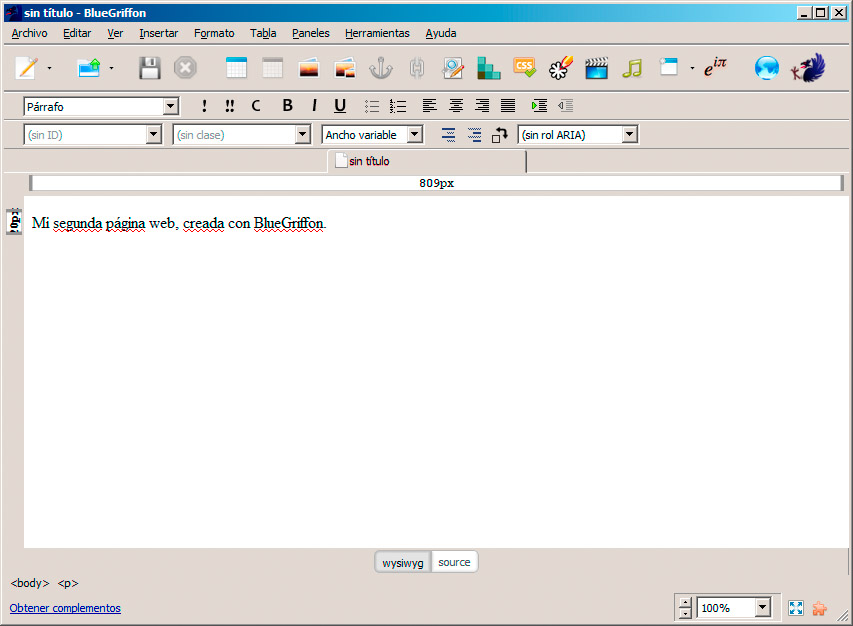 sin título - BlueGriffon
Archivo Editar Ver Insertar Formato Tabla Paneles Herramientas Ayuda
CSS eiπ
Párrafo ! !! C B I U
(sin ID) (sin clase) Ancho variable (sin rol ARIA)
sin título
809px
Mi segunda página web, creada con BlueGriffon.
wysiwyg source
<body> <p>
Obtener complementos 100%